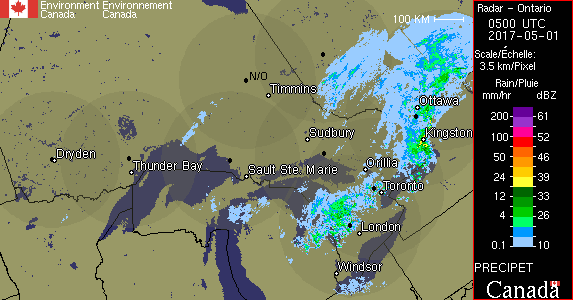 Environment Environnement
Canada Canada
100 KM
N/O
Timmins
Ottawa
Sudbury
Kingston
Dryden
Thunder Bay
Sault Ste. Marie
Orillia
Toronto
London
Windsor
Radar - Ontario
0500 UTC
2017-05-01
Scale/Échelle:
3.5 km/Pixel
Rain/Pluie
mm/hr dBZ
200 61
100 52
50 46
24 39
12 33
4 26
0.1 10
PRECIPET
Canada